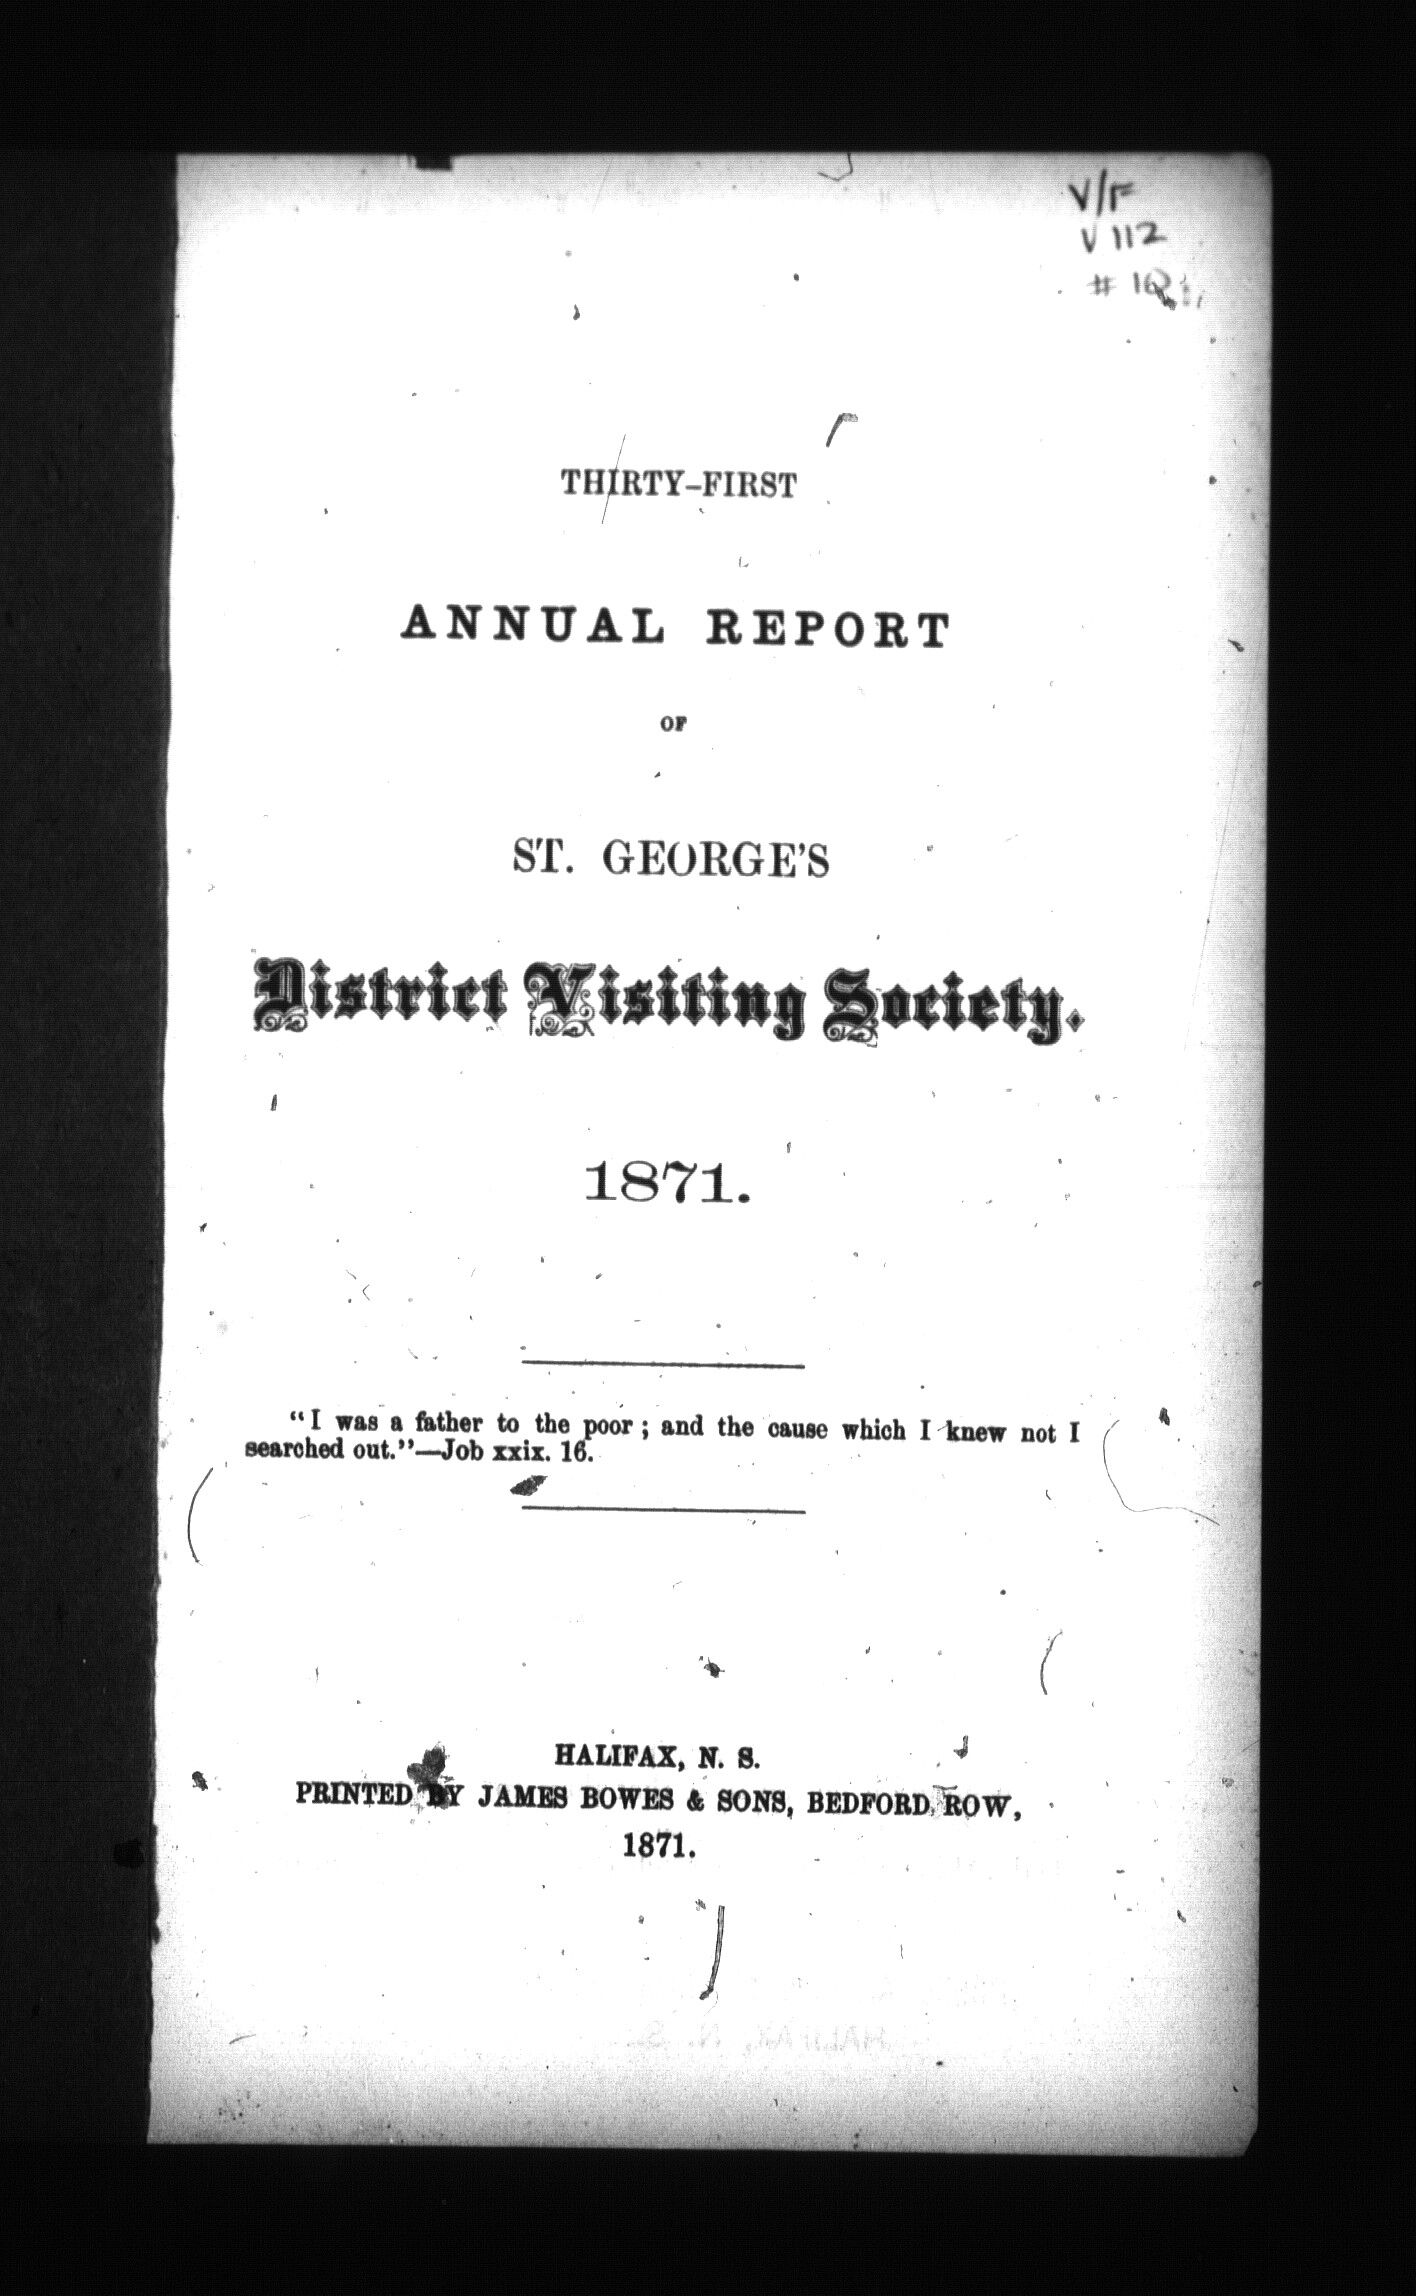 V/F
V 112
THIRTY-FIRST
ANNUAL REPORT
OF
ST. GEORGE'S
District Visiting Society.
1871.
"I was a father to the poor; and the cause which I knew not I
searched out."—Job xxix. 16.
HALIFAX, N. S.
PRINTED BY JAMES BOWES & SONS, BEDFORD ROW,
1871.